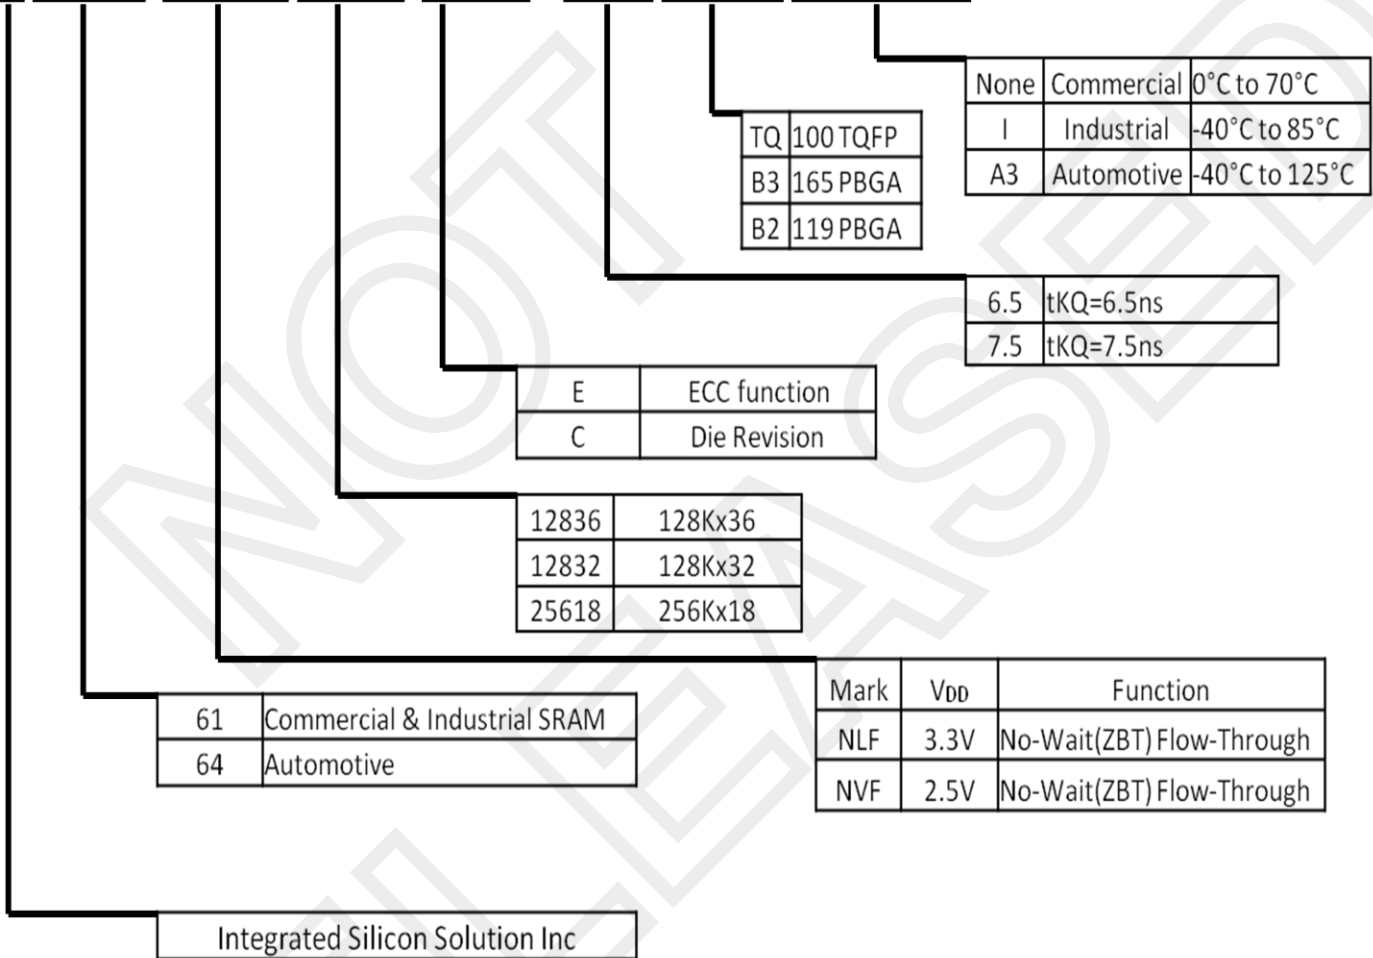 None Commercial 0°C to 70°C
I Industrial -40°C to 85°C
A3 Automotive -40°C to 125°C
TQ 100 TQFP
B3 165 PBGA
B2 119 PBGA
6.5 tKQ=6.5ns
7.5 tKQ=7.5ns
E ECC function
C Die Revision
12836 128Kx36
12832 128Kx32
25618 256Kx18
Mark VDD Function
NLF 3.3V No-Wait(ZBT) Flow-Through
NVF 2.5V No-Wait(ZBT) Flow-Through
61 Commercial & Industrial SRAM
64 Automotive
Integrated Silicon Solution Inc
NOT